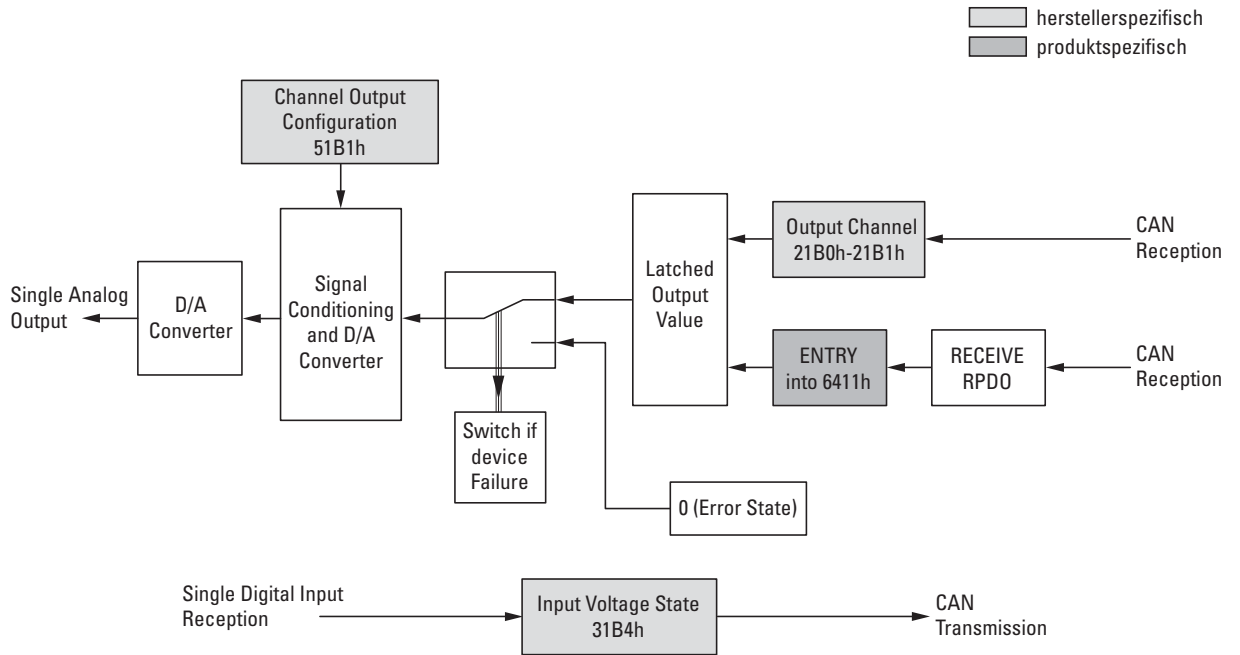 herstellerspezifisch
produktspezifisch
Channel Output
Configuration
51B1h
Output Channel
21B0h-21B1h
CAN
Reception
Latched
Output
Value
Signal
Conditioning
and D/A
Converter
D/A
Converter
Single Analog
Output
ENTRY
into 6411h
RECEIVE
RPDO
CAN
Reception
Switch if
device
Failure
0 (Error State)
Single Digital Input
Reception
Input Voltage State
31B4h
CAN
Transmission